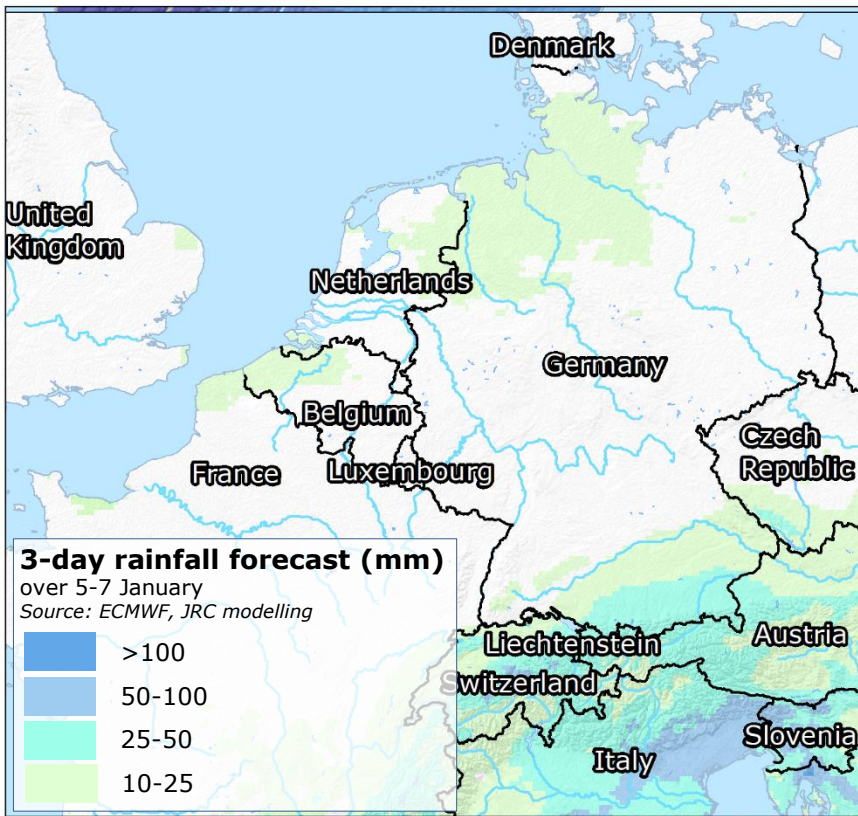 Denmark
United
Kingdom
Netherlands
Germany
Belgium
Czech
Republic
France
Luxembourg
3-day rainfall forecast (mm)
over 5-7 January
Source: ECMWF, JRC modelling
>100
50-100
25-50
10-25
Liechtenstein
Austria
Switzerland
Slovenia
Italy